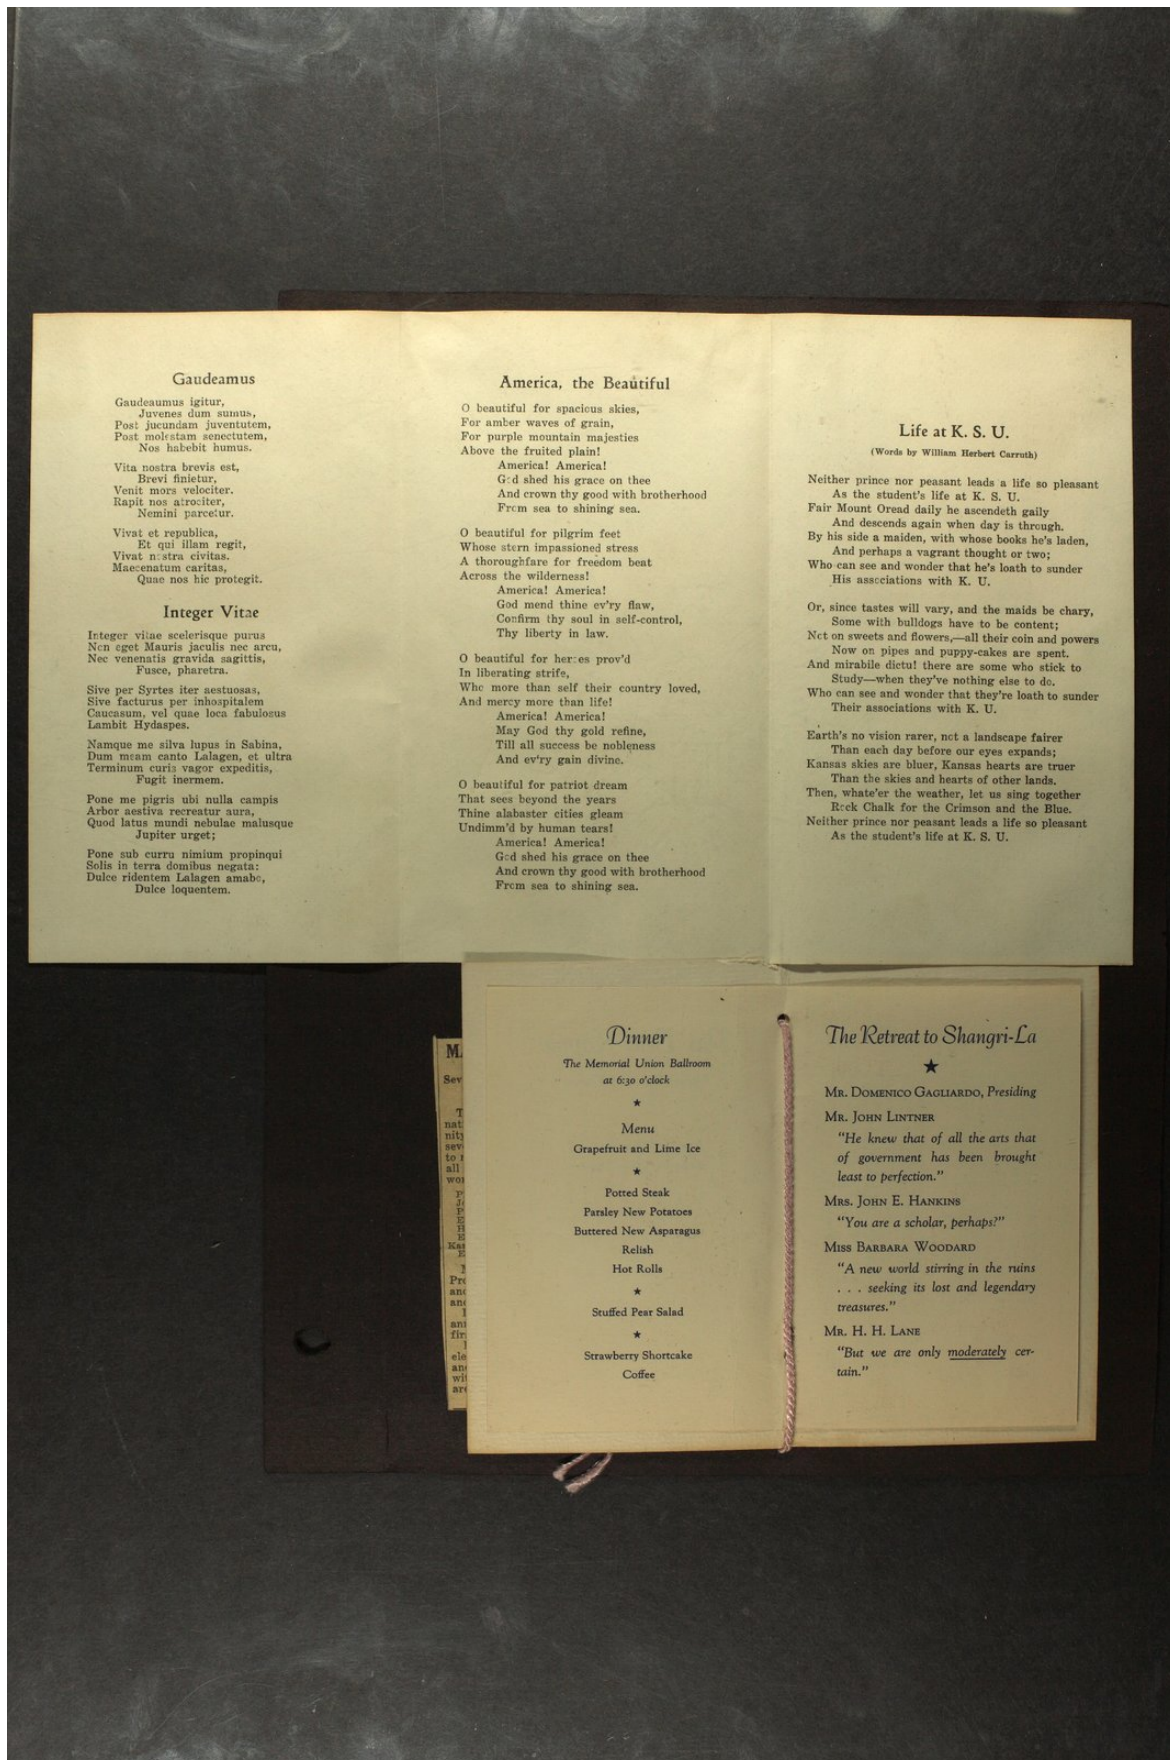 Gaudeamus
Gaudeaumus igitur,
Juvenes dum sumus,
Post jucundam juventutem,
Post molestam senectutem,
Nos habebit humus.
Vita nostra brevis est,
Brevi finietur,
Venit mors velociter.
Rapit nos atrociter,
Nemini parcetur.
Vivat et republica,
Et qui illam regit,
Vivat nostra civitas.
Maecenatum caritas,
Quae nos hic protegit.
Integer Vitae
Integer vitae scelerisque purus
Non eget Mauris jaculis nec arcu,
Nec venenatis gravida sagittis,
Fusce, pharetra.
Sive per Syrtes iter aestuosas,
Sive facturus per inhospitalem
Caucasum, vel quae loca fabulosus
Lambit Hydaspes.
Namque me silva lupus in Sabina,
Dum meam canto Lalagen, et ultra
Terminum curis vagor expeditis,
Fugit inermem.
Pone me pigris ubi nulla campis
Arbor aestiva recreatur aura,
Quod latus mundi nebulae malusque
Jupiter urget;
Pone sub curru nimium propinqui
Solis in terra domibus negata:
Dulce ridentem Lalagen amabo,
Dulce loquentem.
America, the Beautiful
O beautiful for spacious skies,
For amber waves of grain,
For purple mountain majesties
Above the fruited plain!
America! America!
God shed his grace on thee
And crown thy good with brotherhood
From sea to shining sea.
O beautiful for pilgrim feet
Whose stern impassioned stress
A thoroughfare for freedom beat
Across the wilderness!
America! America!
God mend thine ev'ry flaw,
Confirm thy soul in self-control,
Thy liberty in law.
O beautiful for heroes prov'd
In liberating strife,
Who more than self their country loved,
And mercy more than life!
America! America!
May God thy gold refine,
Till all success be nobleness
And ev'ry gain divine.
O beautiful for patriot dream
That sees beyond the years
Thine alabaster cities gleam
Undimm'd by human tears!
America! America!
God shed his grace on thee
And crown thy good with brotherhood
From sea to shining sea.
Life at K. S. U.
(Words by William Herbert Carruth)
Neither prince nor peasant leads a life so pleasant
As the student's life at K. S. U.
Fair Mount Oread daily he ascendeth gaily
And descends again when day is through.
By his side a maiden, with whose books he's laden,
And perhaps a vagrant thought or two;
Who can see and wonder that he's loath to sunder
His associations with K. U.
Or, since tastes will vary, and the maids be chary,
Some with bulldogs have to be content;
Not on sweets and flowers,—all their coin and powers
Now on pipes and puppy-cakes are spent.
And mirabile dictu! there are some who stick to
Study—when they've nothing else to do.
Who can see and wonder that they're loath to sunder
Their associations with K. U.
Earth's no vision rarer, not a landscape fairer
Than each day before our eyes expands;
Kansas skies are bluer, Kansas hearts are truer
Than the skies and hearts of other lands.
Then, whate'er the weather, let us sing together
Rock Chalk for the Crimson and the Blue.
Neither prince nor peasant leads a life so pleasant
As the student's life at K. S. U.
Dinner
The Memorial Union Ballroom
at 6:30 o'clock
★
Menu
Grapefruit and Lime Ice
★
Potted Steak
Parsley New Potatoes
Buttered New Asparagus
Relish
Hot Rolls
★
Stuffed Pear Salad
★
Strawberry Shortcake
Coffee
The Retreat to Shangri-La
★
MR. DOMENICO GAGLIARDO, Presiding
MR. JOHN LINTNER
"He knew that of all the arts that
of government has been brought
least to perfection."
MRS. JOHN E. HANKINS
"You are a scholar, perhaps?"
MISS BARBARA WOODARD
"A new world stirring in the ruins
. . . seeking its lost and legendary
treasures."
MR. H. H. LANE
"But we are only moderately cer-
tain."